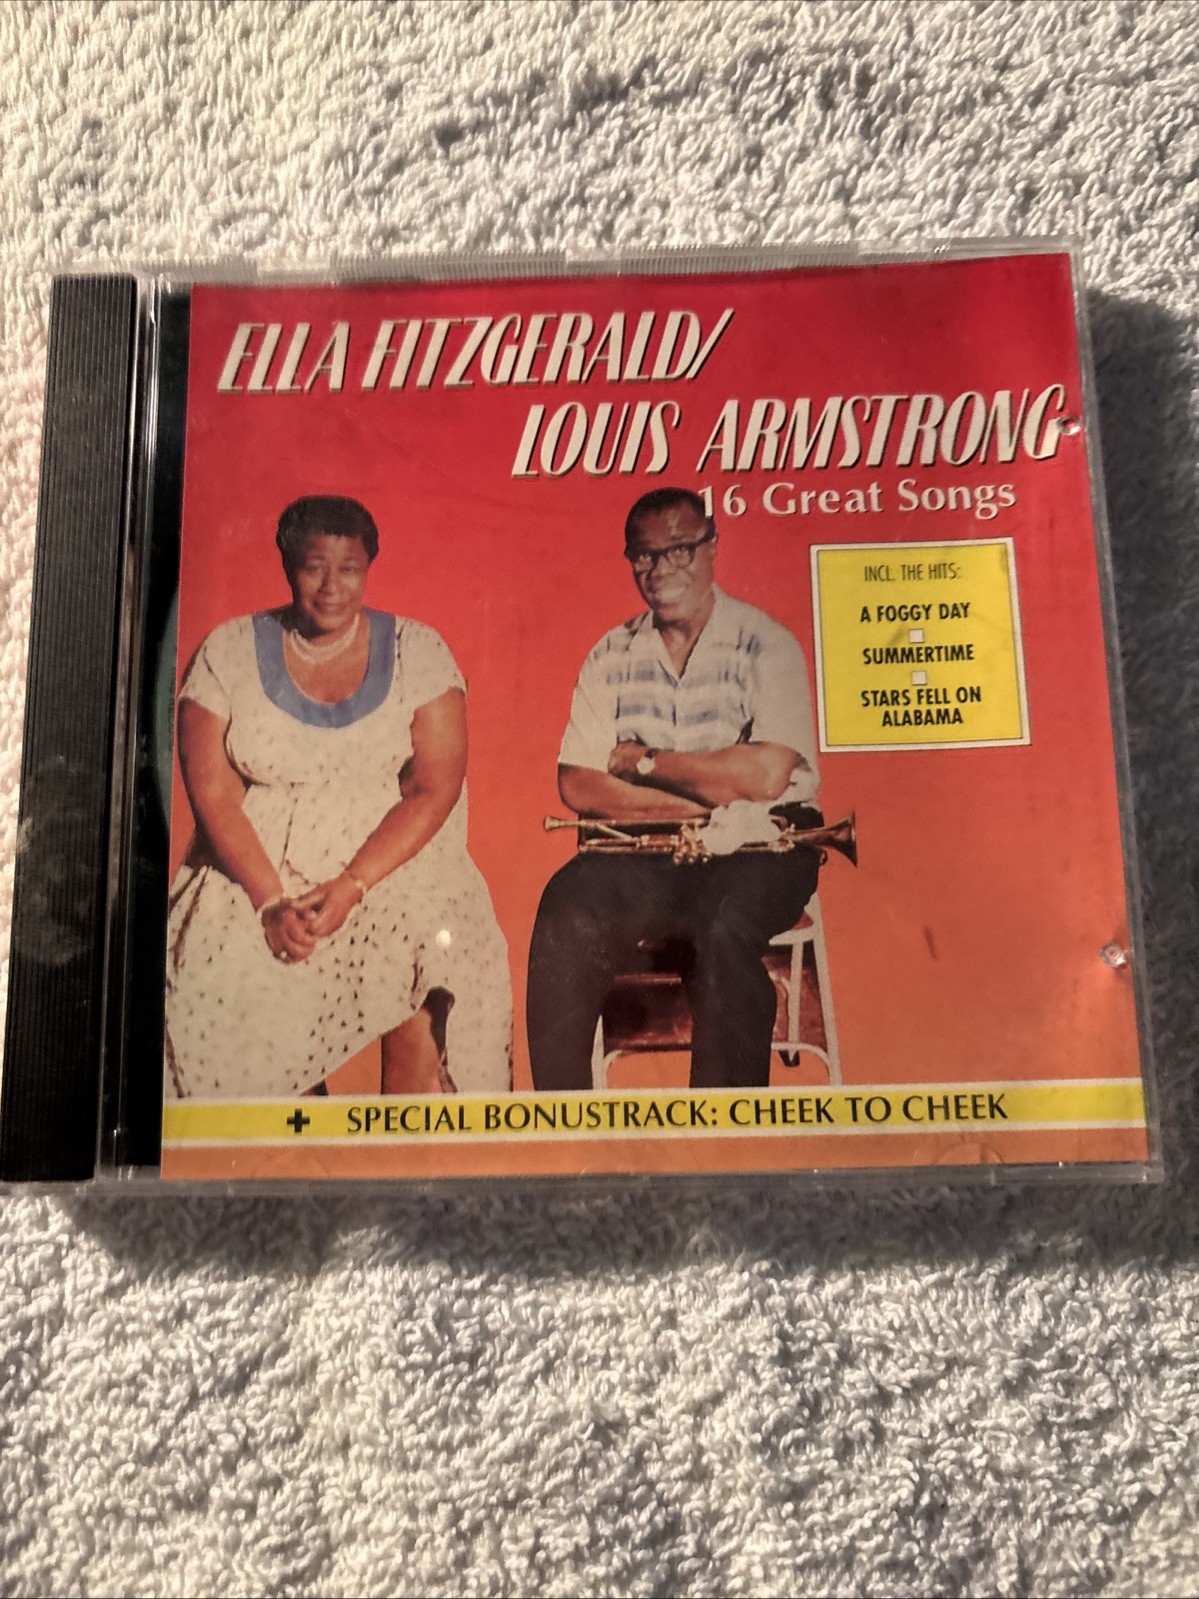 ELLA FITZGERALD/
LOUIS ARMSTRONG
16 Great Songs
INCL. THE HITS:
A FOGGY DAY
SUMMERTIME
STARS FELL ON
ALABAMA
+ SPECIAL BONUSTRACK: CHEEK TO CHEEK